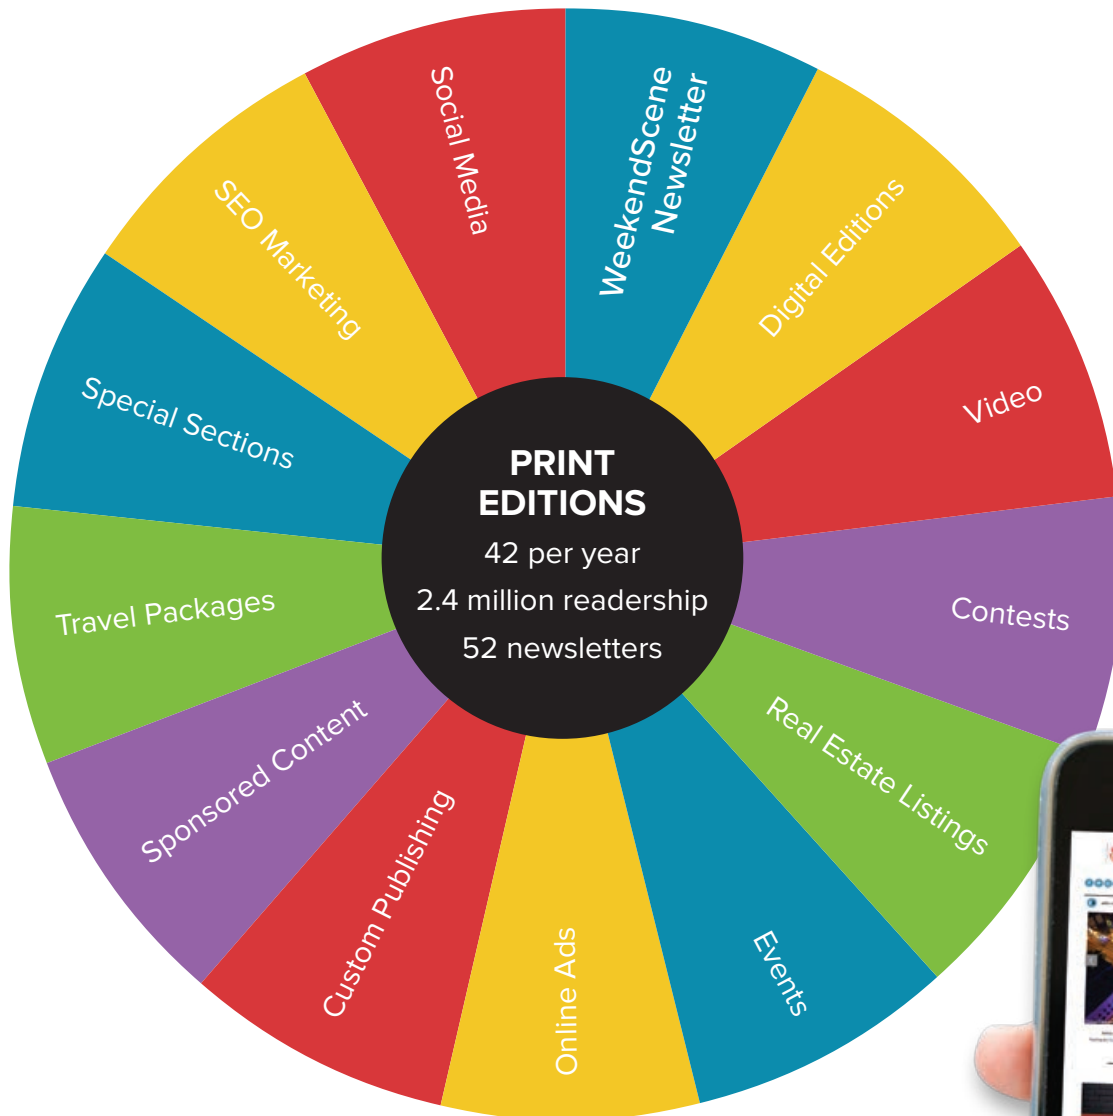 Social Media
WeekendScene
Newsletter
Digital Editions
Video
Contests
Real Estate Listings
Events
Online Ads
Custom Publishing
Sponsored Content
Travel Packages
Special Sections
SEO Marketing
PRINT
EDITIONS
42 per year
2.4 million readership
52 newsletters